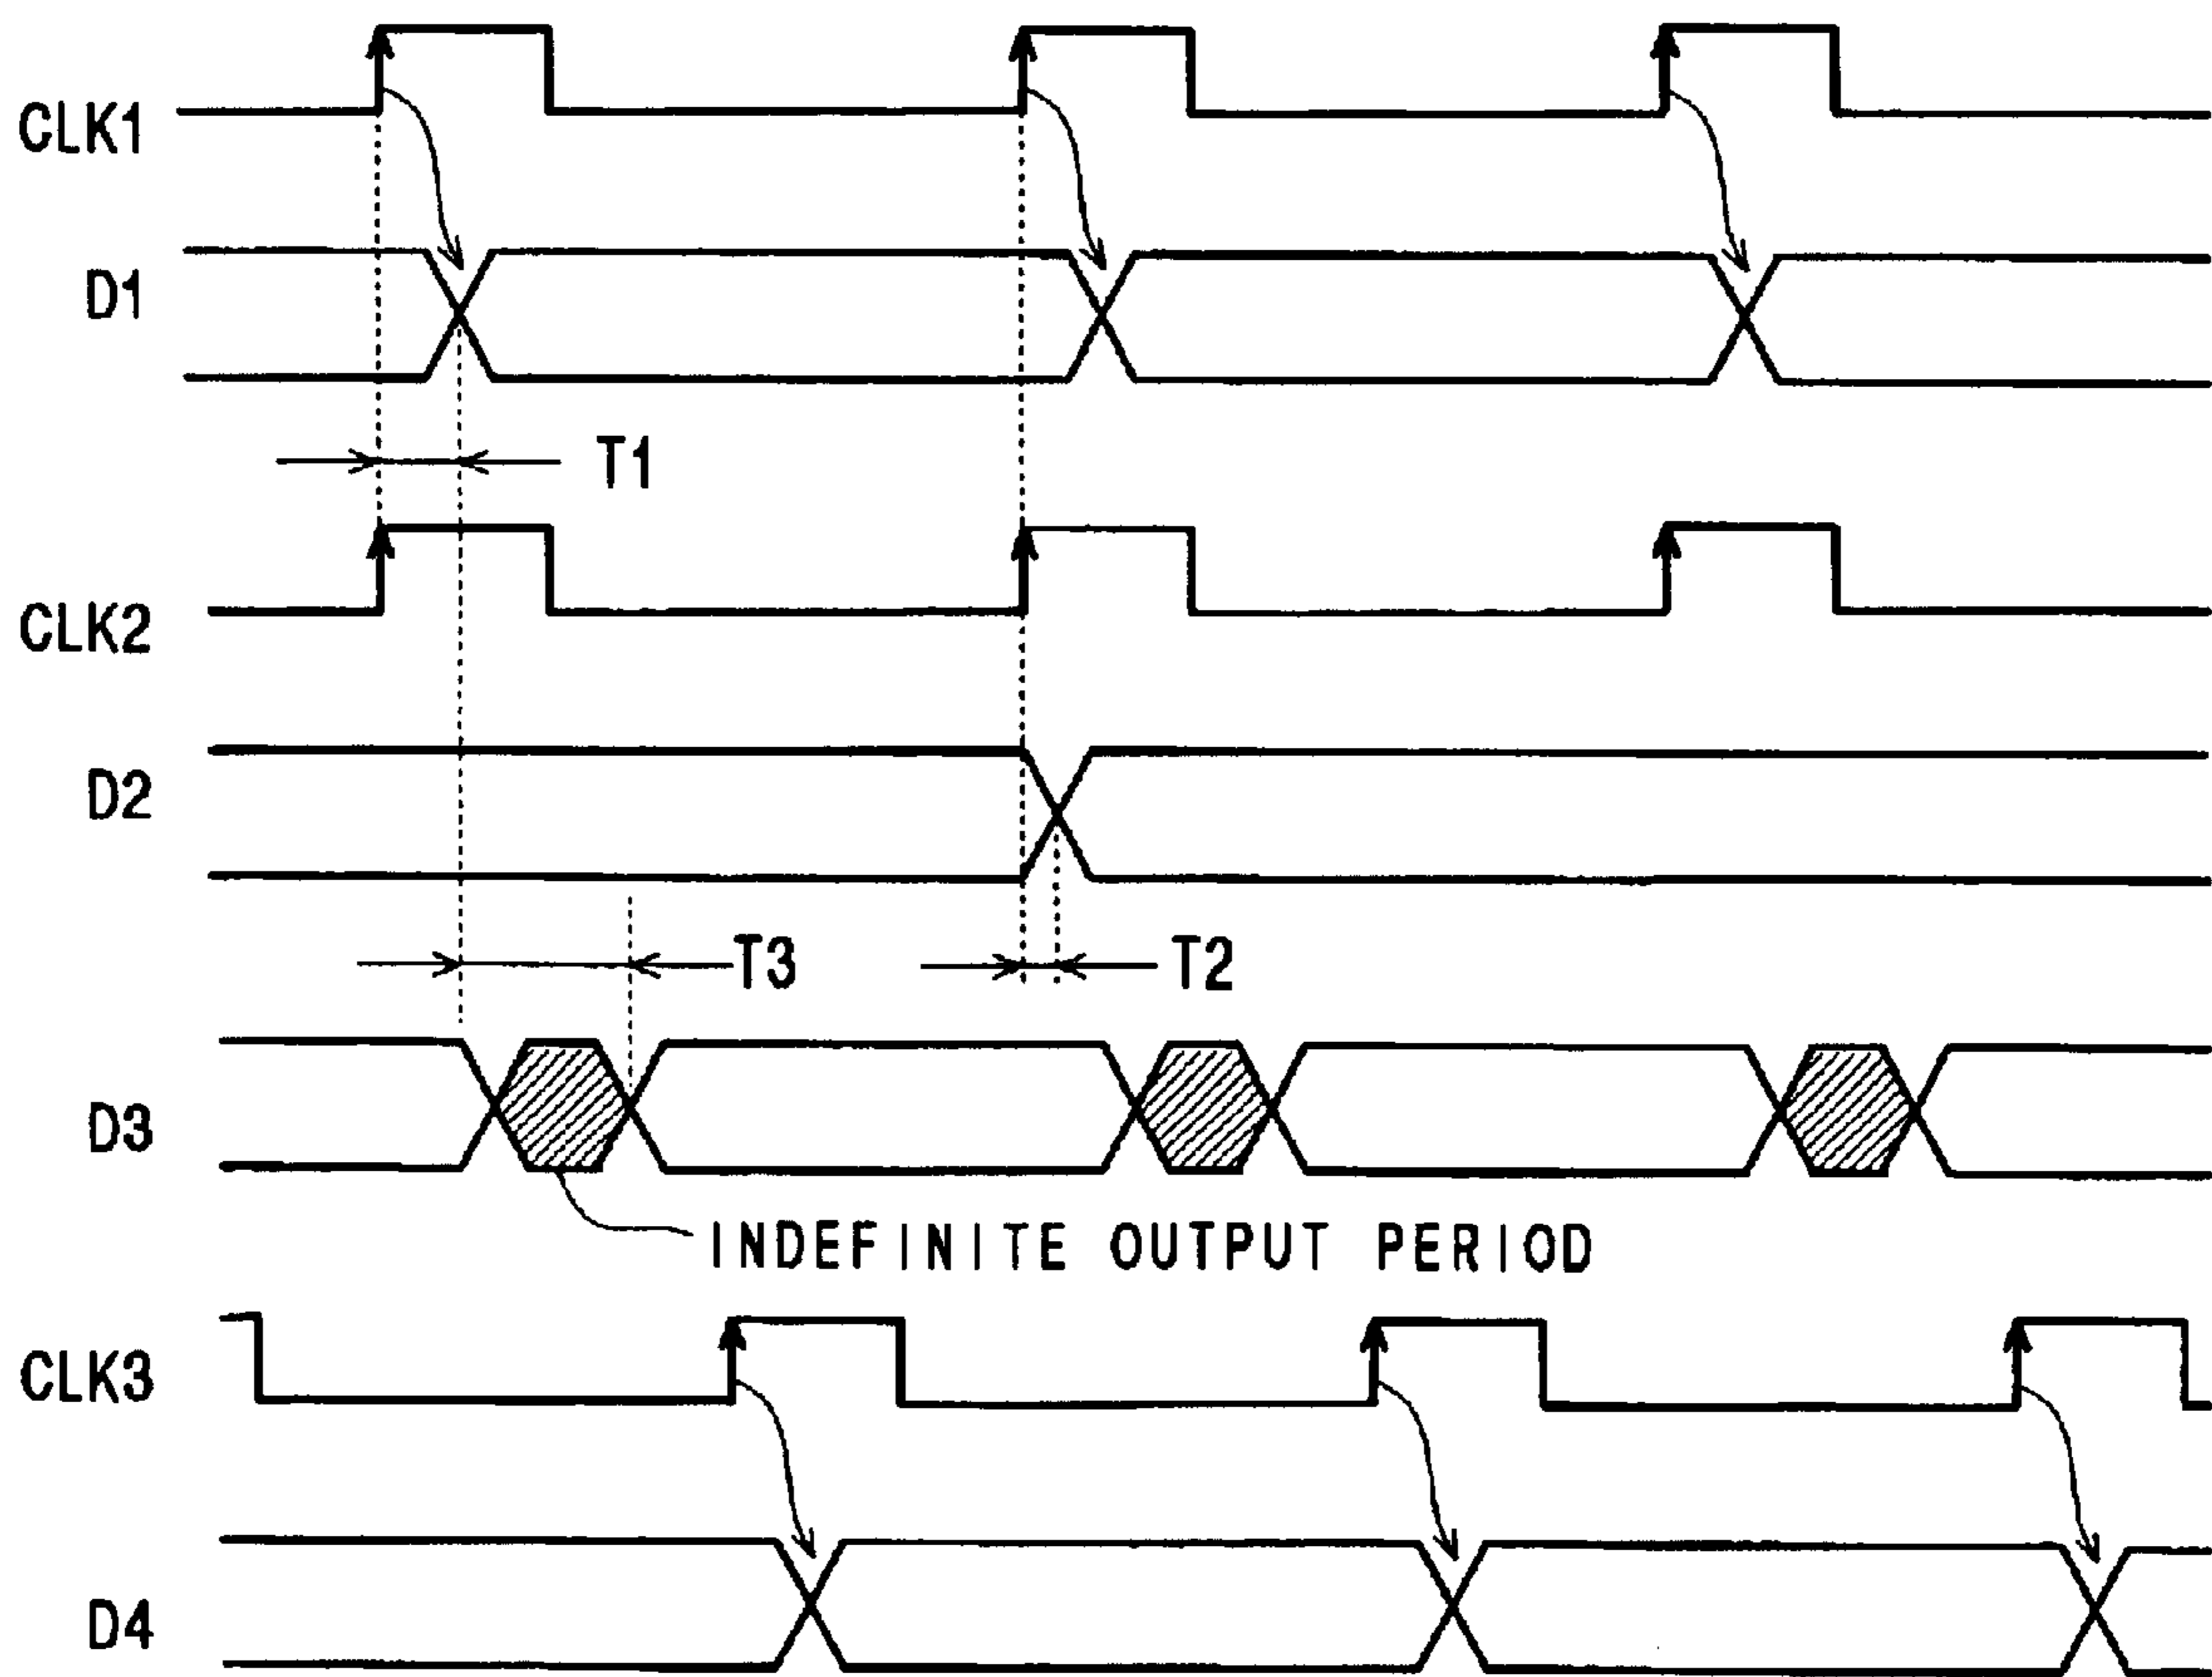 CLK1
D1
T1
CLK2
D2
T3
T2
D3
INDEFINITE OUTPUT PERIOD
CLK3
D4